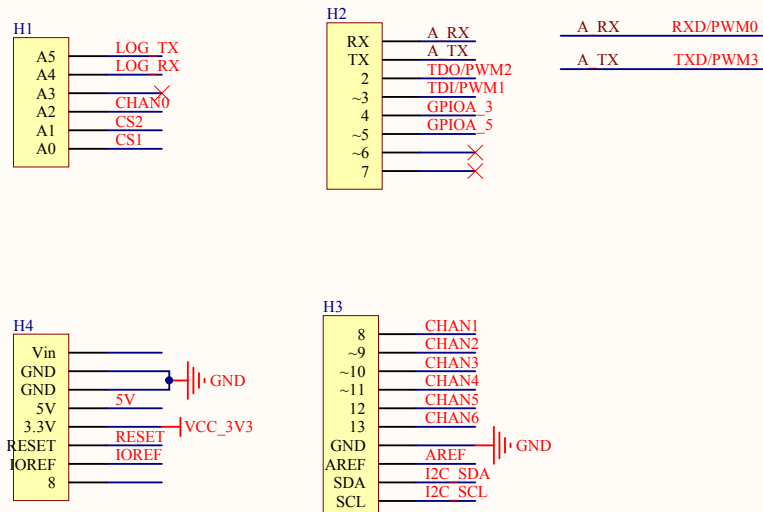 H1
A5 LOG_TX
A4 LOG_RX
A3
A2 CHAN0
A1 CS2
A0 CS1
H2
RX A_RX
TX A_TX
2 TDO/PWM2
~3 TDI/PWM1
4 GPIOA_3
~5 GPIOA_5
~6
7
A_RX RXD/PWM0
A_TX TXD/PWM3
H4
Vin
GND
GND GND
5V 5V
3.3V VCC_3V3
RESET RESET
IOREF IOREF
8
H3
8 CHAN1
~9 CHAN2
~10 CHAN3
~11 CHAN4
12 CHAN5
13 CHAN6
GND GND
AREF AREF
SDA I2C_SDA
SCL I2C_SCL